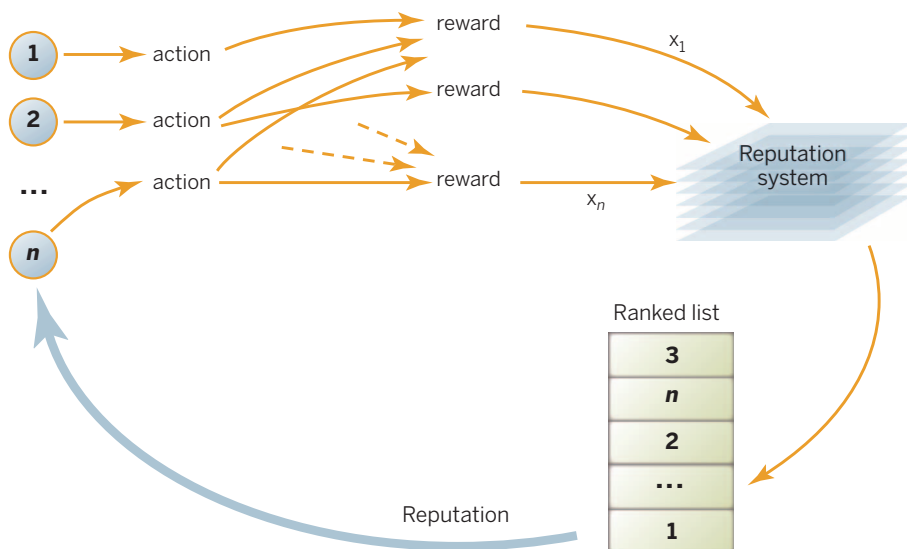 1
action
reward
x1
2
action
reward
...
action
reward
xn
n
Reputation
system
Ranked list
3
n
2
...
1
Reputation